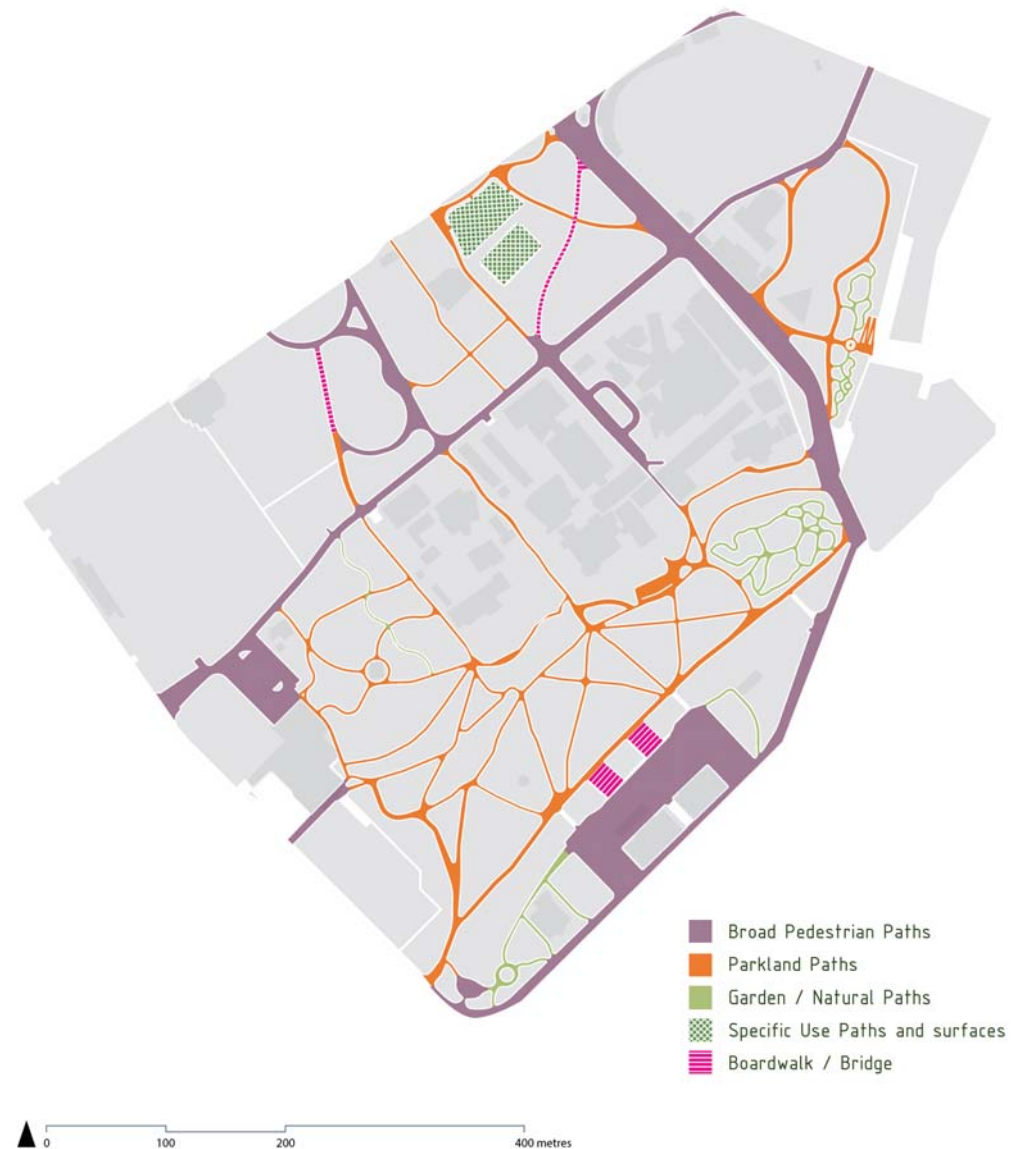 Broad Pedestrian Paths
Parkland Paths
Garden / Natural Paths
Specific Use Paths and surfaces
Boardwalk / Bridge
0 100 200 400 metres